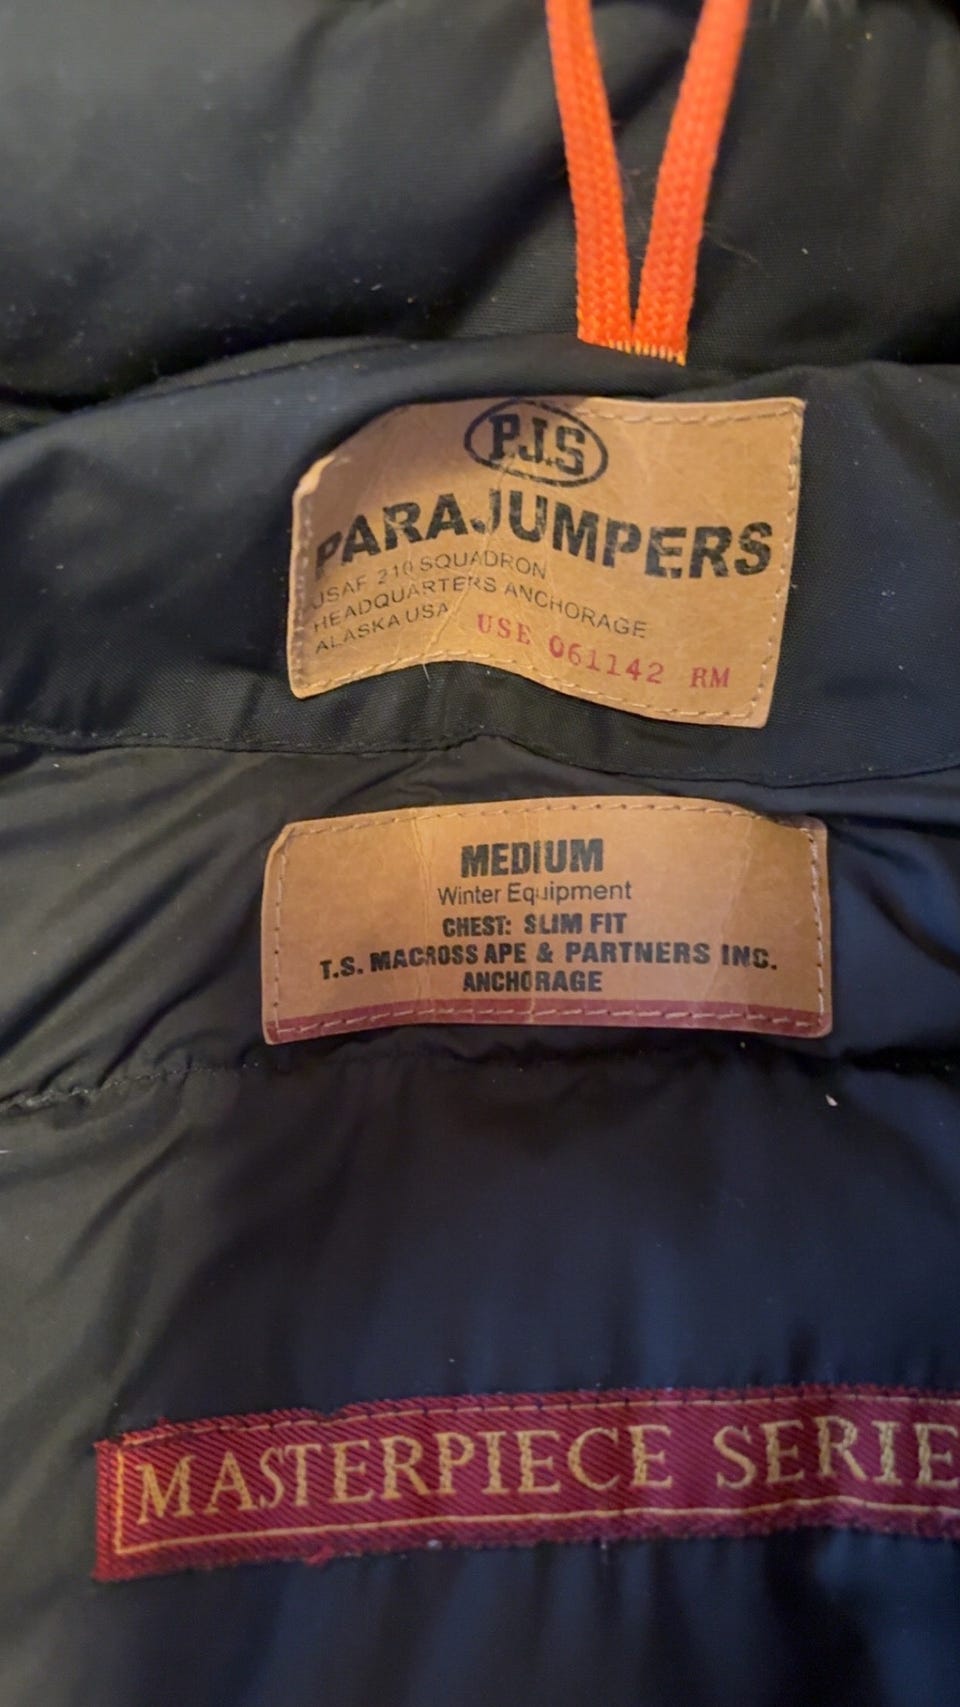 P.J.S
PARAJUMPERS
USAF 210 SQUADRON
HEADQUARTERS ANCHORAGE
ALASKA USA
USE 061142 RM
MEDIUM
Winter Equipment
CHEST: SLIM FIT
T.S. MACROSS APE & PARTNERS INC.
ANCHORAGE
MASTERPIECE SERIE